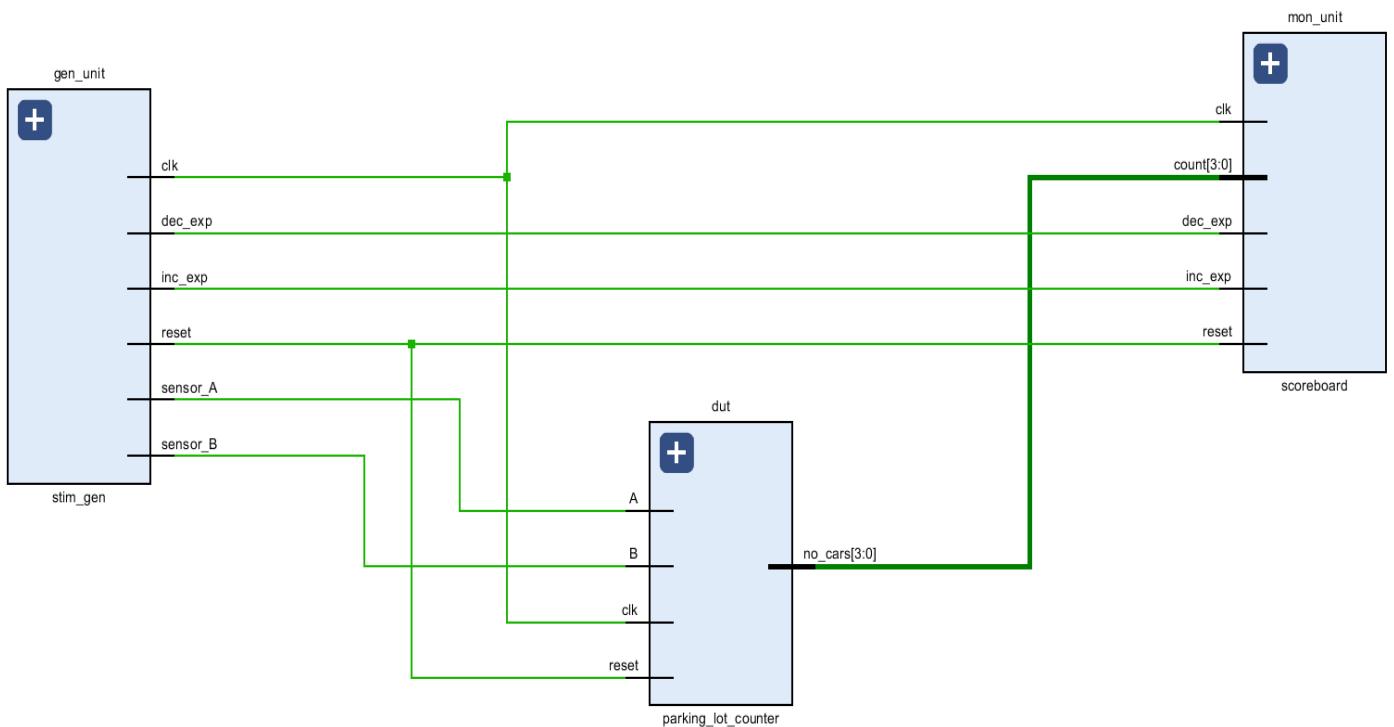 gen_unit
clk
dec_exp
inc_exp
reset
sensor_A
sensor_B
stim_gen
dut
A
B
clk
reset
no_cars[3:0]
parking_lot_counter
mon_unit
clk
count[3:0]
dec_exp
inc_exp
reset
scoreboard